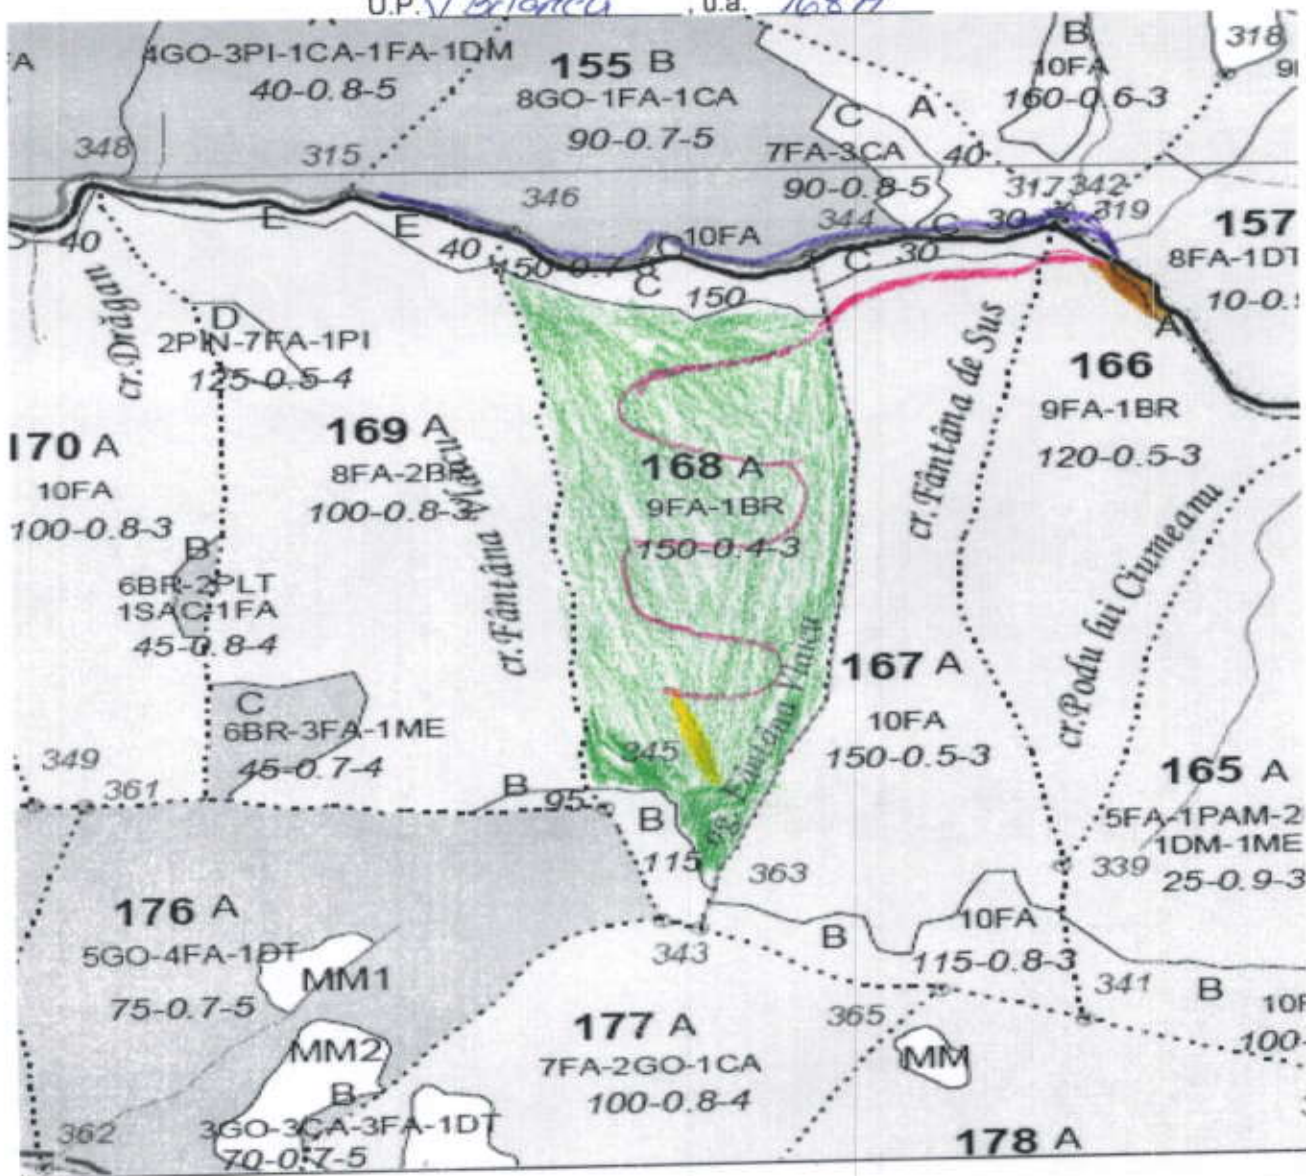 U.P. V Balancu, u.a. 168 A
FA
4GO-3PI-1CA-1FA-1DM
40-0.8-5
155 B
8GO-1FA-1CA
90-0.7-5
B
10FA
160-0.6-3
318
C
A
7FA-3CA
40
90-0.8-5
348
315
346
344
317
342
319
157
8FA-1DT
E
E
40
40
10FA
C
C
30
C
30
C
150
cr. Drăgan
D
2PIN-7FA-1PI
125-0.5-4
A
166
9FA-1BR
120-0.5-3
170 A
10FA
100-0.8-3
169 A
8FA-2BR
100-0.8-3
168 A
9FA-1BR
150-0.4-3
cr.Fântâna Vlaicu
cr.Fântâna de Sus
cr.Podu lui Ciumeanu
B
6BR-2PLT
1SAC-1FA
45-0.8-4
C
6BR-3FA-1ME
45-0.7-4
167 A
10FA
150-0.5-3
345
pg. Fântâna Vlaicu
349
361
B
95
B
115
363
165 A
5FA-1PAM-2
1DM-1ME
25-0.9-3
339
176 A
5GO-4FA-1DT
75-0.7-5
MM1
343
B
10FA
115-0.8-3
341
B
177 A
7FA-2GO-1CA
100-0.8-4
365
MM
100-
MM2
B
3GO-3CA-3FA-1DT
70-0.7-5
362
178 A